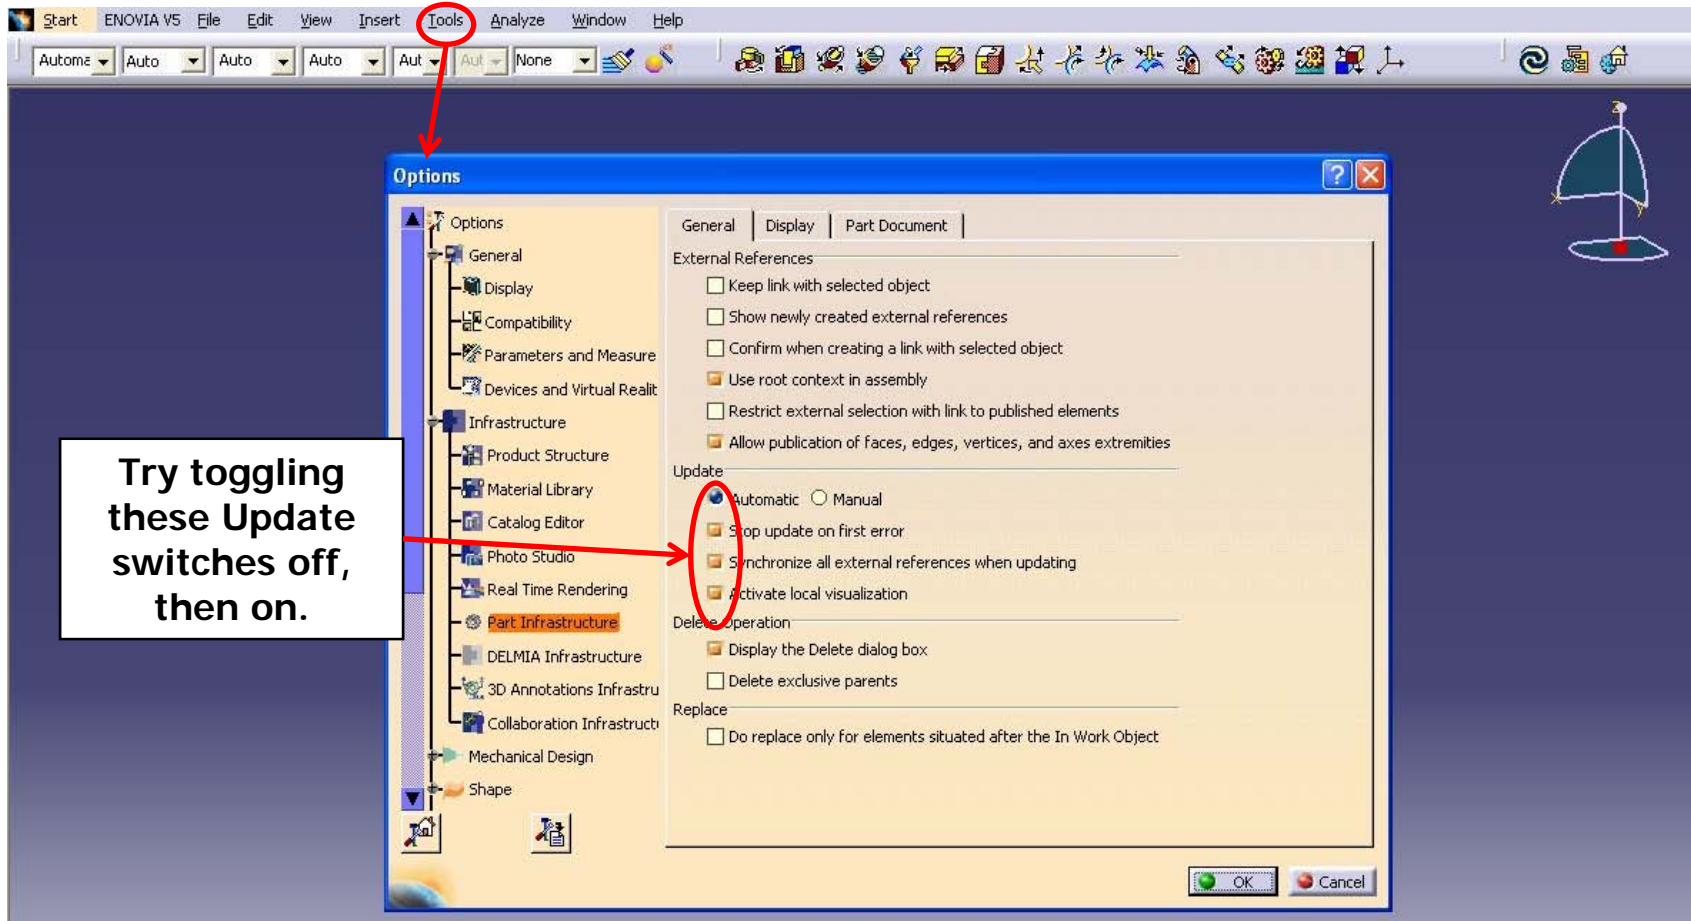 Start ENOVIA V5 File Edit View Insert Tools Analyze Window Help
Automa Auto Auto Auto Aut Aut None
z
x
y
Options
Options
General
Display
Compatibility
Parameters and Measure
Devices and Virtual Realit
Infrastructure
Product Structure
Material Library
Catalog Editor
Photo Studio
Real Time Rendering
Part Infrastructure
DELMIA Infrastructure
3D Annotations Infrastru
Collaboration Infrastructu
Mechanical Design
Shape
General Display Part Document
External References
Keep link with selected object
Show newly created external references
Confirm when creating a link with selected object
Use root context in assembly
Restrict external selection with link to published elements
Allow publication of faces, edges, vertices, and axes extremities
Update
Automatic Manual
Stop update on first error
Synchronize all external references when updating
Activate local visualization
Delete Operation
Display the Delete dialog box
Delete exclusive parents
Replace
Do replace only for elements situated after the In Work Object
OK Cancel
Try toggling
these Update
switches off,
then on.